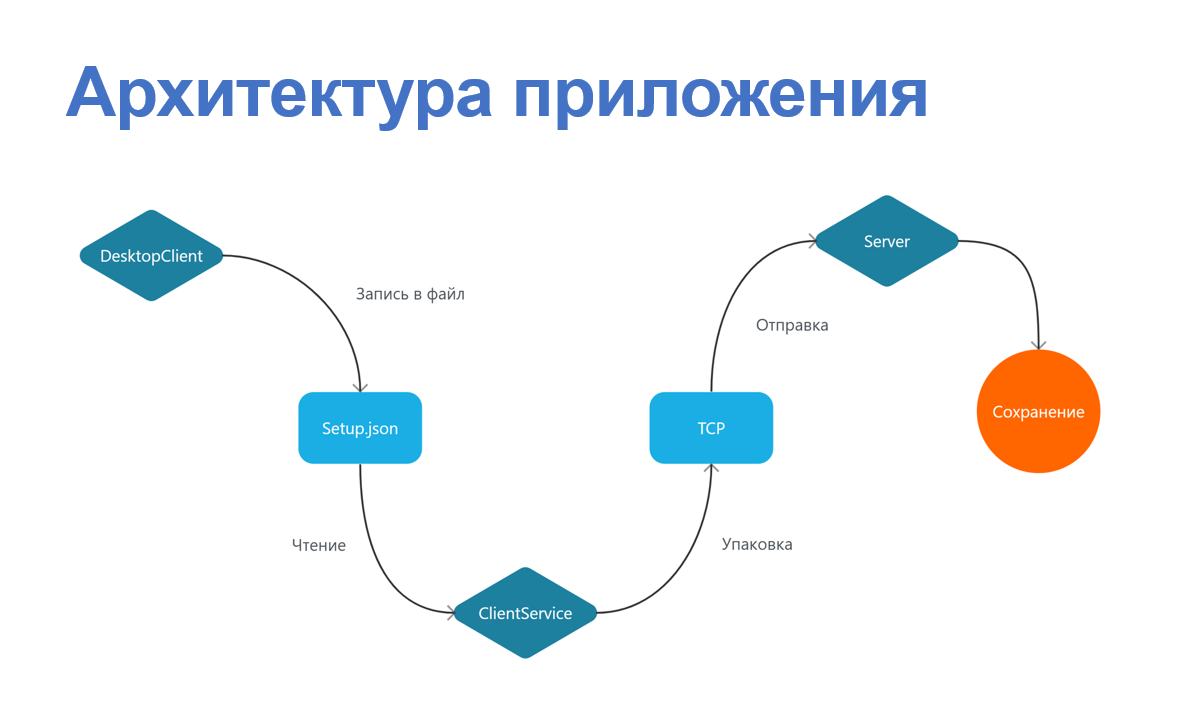 Архитектура приложения
DesktopClient
Запись в файл
Setup.json
Чтение
ClientService
Упаковка
TCP
Отправка
Server
Сохранение